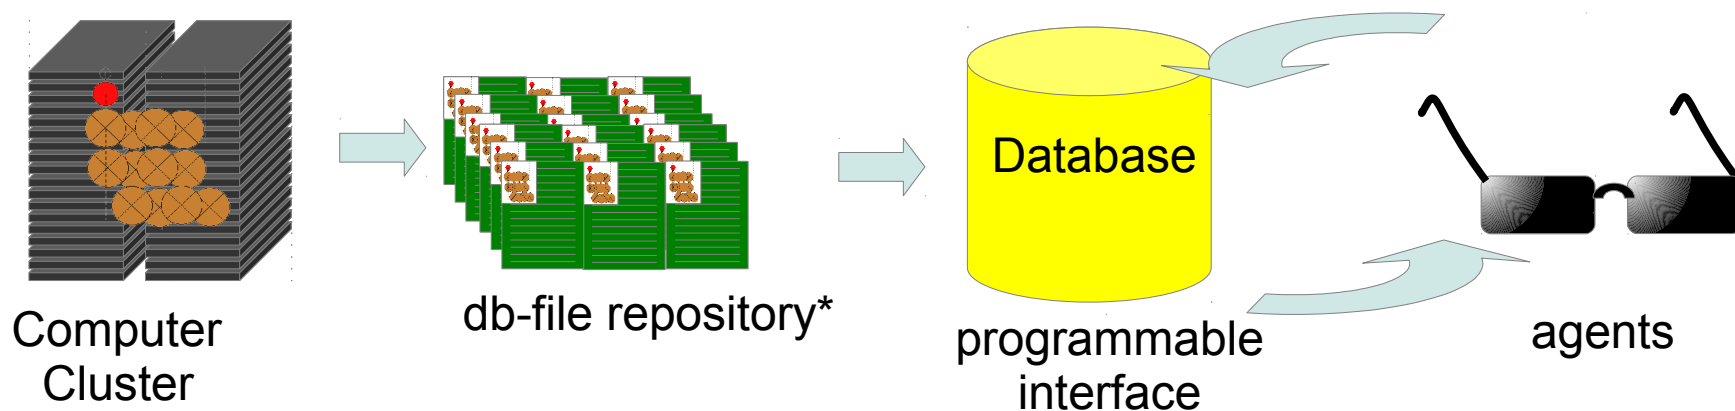 Computer
Cluster
db-file repository*
Database
programmable
interface
agents